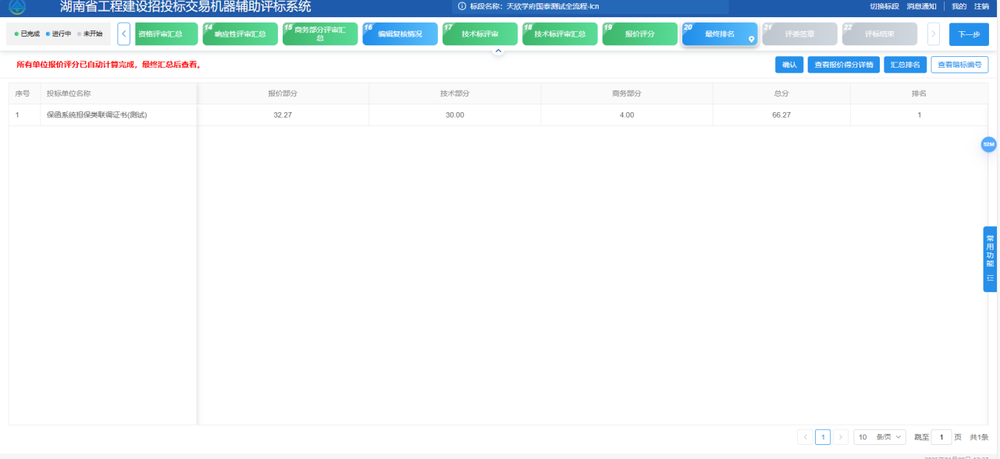 湖南省工程建设招投标交易机器辅助评标系统
标段名称：天欣学府国泰测试全流程-lcn
切换标段 消息通知 | 我的 注销
已完成 进行中 未开始
资格评审汇总
14 响应性评审汇总
15 商务部分评审汇总
16 编辑复核情况
17 技术标评审
18 技术标评审汇总
19 报价评分
20 最终排名
21 评委签章
22 评标结束
下一步
所有单位报价评分已自动计算完成，最终汇总后查看。
确认 查看报价得分详情 汇总排名 查看暗标编号
序号 投标单位名称 报价部分 技术部分 商务部分 总分 排名
1 保函系统担保类联调证书(测试) 32.27 30.00 4.00 66.27 1
52M
常用功能
1 10 条/页 跳至 1 页 共1条